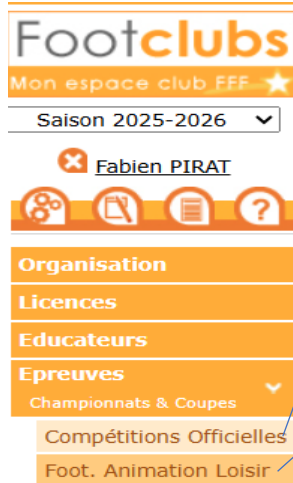 Footclubs
Mon espace club FFF
Saison 2025-2026
Fabien PIRAT
?
Organisation
Licences
Educateurs
Epreuves
Championnats & Coupes
Compétitions Officielles
Foot. Animation Loisir